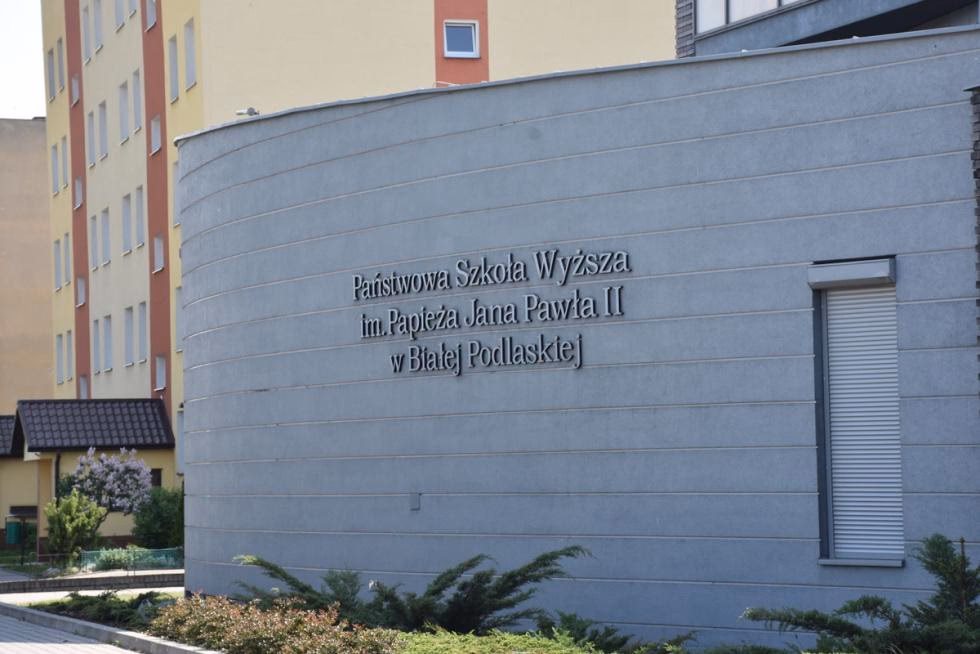 Państwowa Szkoła Wyższa
im. Papieża Jana Pawła II
w Białej Podlaskiej